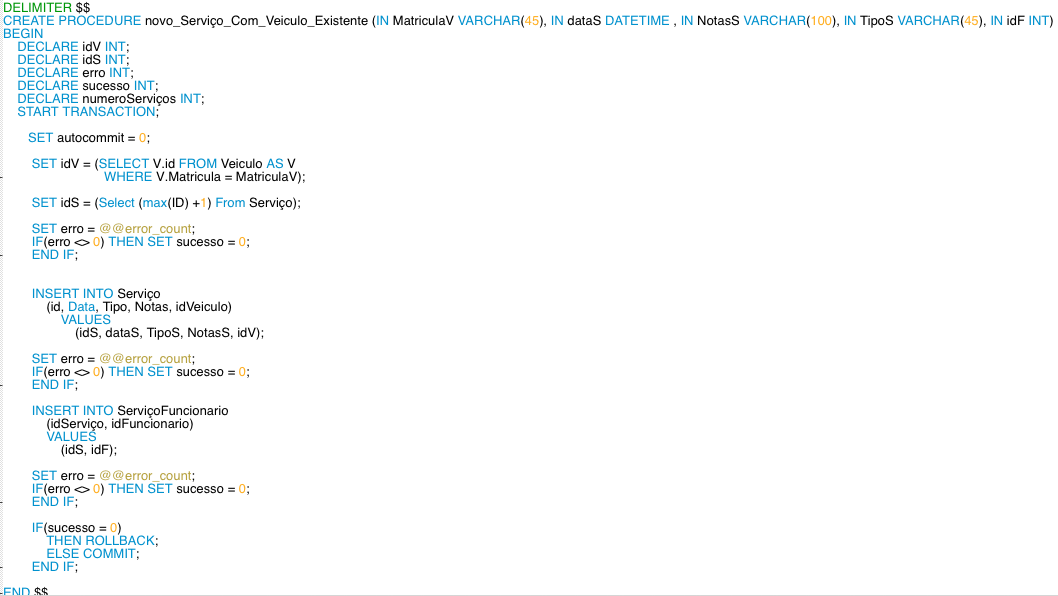 DELIMITER $$
CREATE PROCEDURE novo_Serviço_Com_Veiculo_Existente (IN MatriculaV VARCHAR(45), IN dataS DATETIME , IN NotasS VARCHAR(100), IN TipoS VARCHAR(45), IN idF INT)
BEGIN
DECLARE idV INT;
DECLARE idS INT;
DECLARE erro INT;
DECLARE sucesso INT;
DECLARE numeroServiços INT;
START TRANSACTION;
SET autocommit = 0;
SET idV = (SELECT V.id FROM Veiculo AS V
WHERE V.Matricula = MatriculaV);
SET idS = (Select (max(ID) +1) From Serviço);
SET erro = @@error_count;
IF(erro <> 0) THEN SET sucesso = 0;
END IF;
INSERT INTO Serviço
(id, Data, Tipo, Notas, idVeiculo)
VALUES
(idS, dataS, TipoS, NotasS, idV);
SET erro = @@error_count;
IF(erro <> 0) THEN SET sucesso = 0;
END IF;
INSERT INTO ServiçoFuncionario
(idServiço, idFuncionario)
VALUES
(idS, idF);
SET erro = @@error_count;
IF(erro <> 0) THEN SET sucesso = 0;
END IF;
IF(sucesso = 0)
THEN ROLLBACK;
ELSE COMMIT;
END IF;
END $$